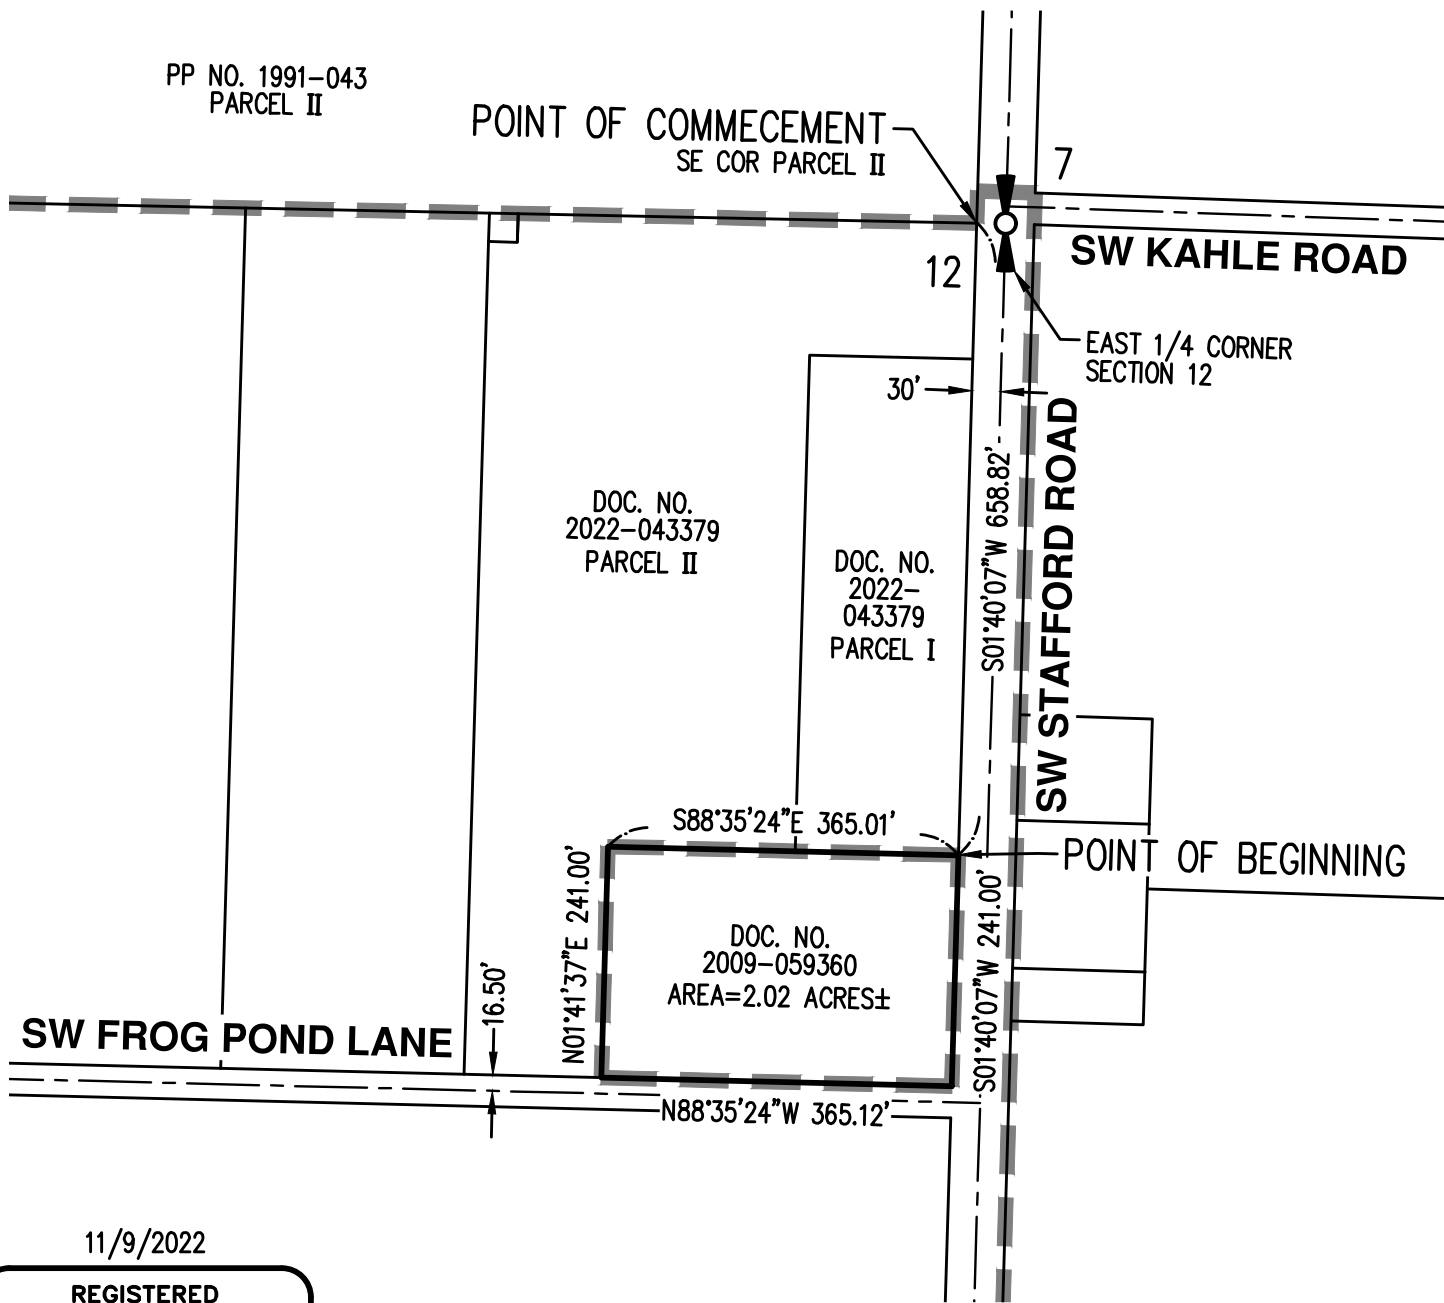 PP NO. 1991-043
PARCEL II
POINT OF COMMECEMENT
SE COR PARCEL II
7
12
SW KAHLE ROAD
EAST 1/4 CORNER
SECTION 12
30'
SW STAFFORD ROAD
S01°40'07"W 658.82'
DOC. NO.
2022-043379
PARCEL II
DOC. NO.
2022-
043379
PARCEL I
S88°35'24"E 365.01'
POINT OF BEGINNING
N01°41'37"E 241.00'
DOC. NO.
2009-059360
AREA=2.02 ACRES±
S01°40'07"W 241.00'
16.50'
SW FROG POND LANE
N88°35'24"W 365.12'
11/9/2022
REGISTERED